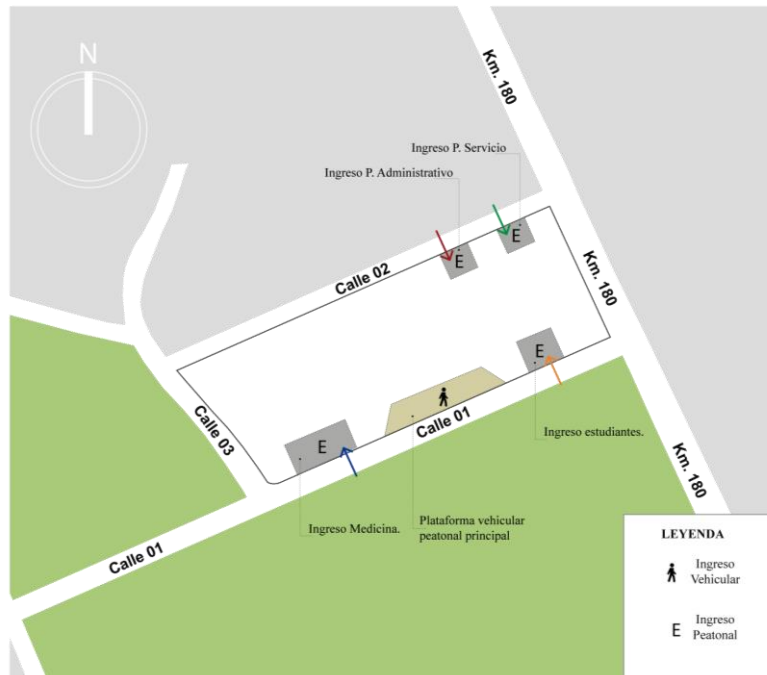 N
Km. 180
Ingreso P. Servicio
Ingreso P. Administrativo
E
E
Calle 02
Km. 180
E
Calle 03
Calle 01
E
Ingreso estudiantes.
Km. 180
Ingreso Medicina.
Plataforma vehicular
peatonal principal
Calle 01
LEYENDA
Ingreso
Vehicular
E
Ingreso
Peatonal